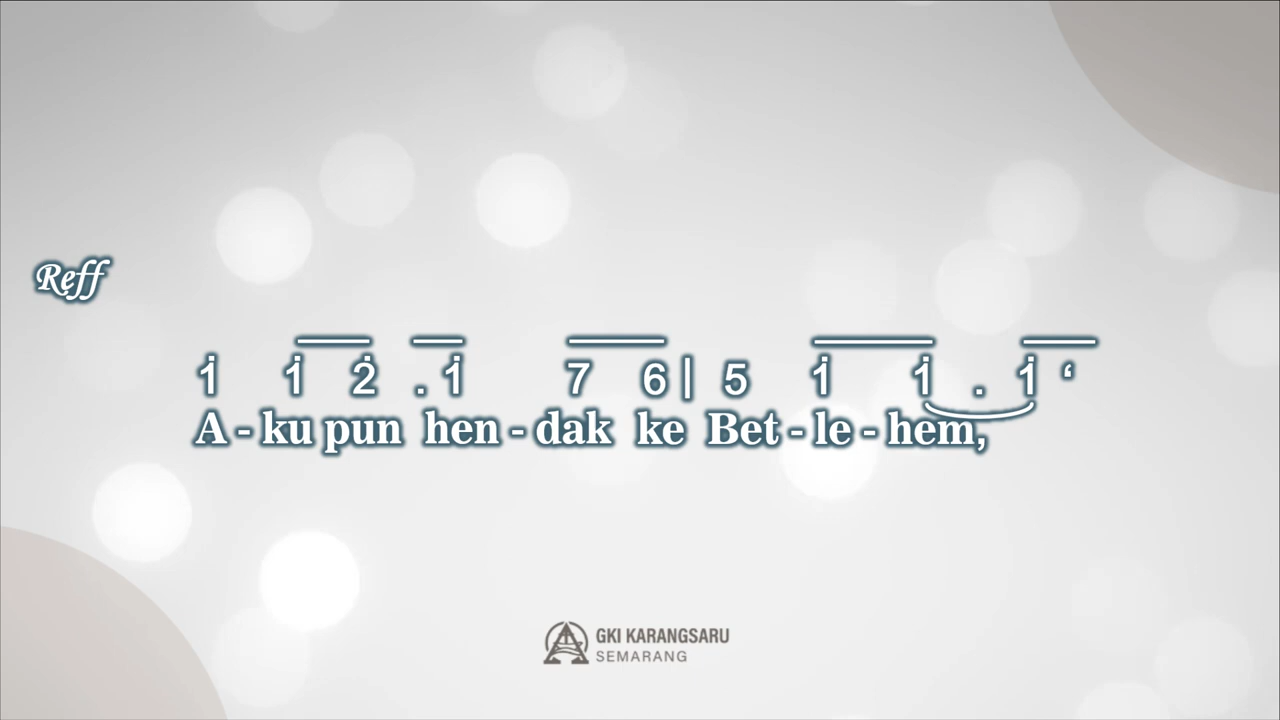 Reff
i i 2̇ . i 7 6 | 5 i i . i ‘
A - ku pun hen - dak ke Bet - le - hem,
GKI KARANGSARU
SEMARANG